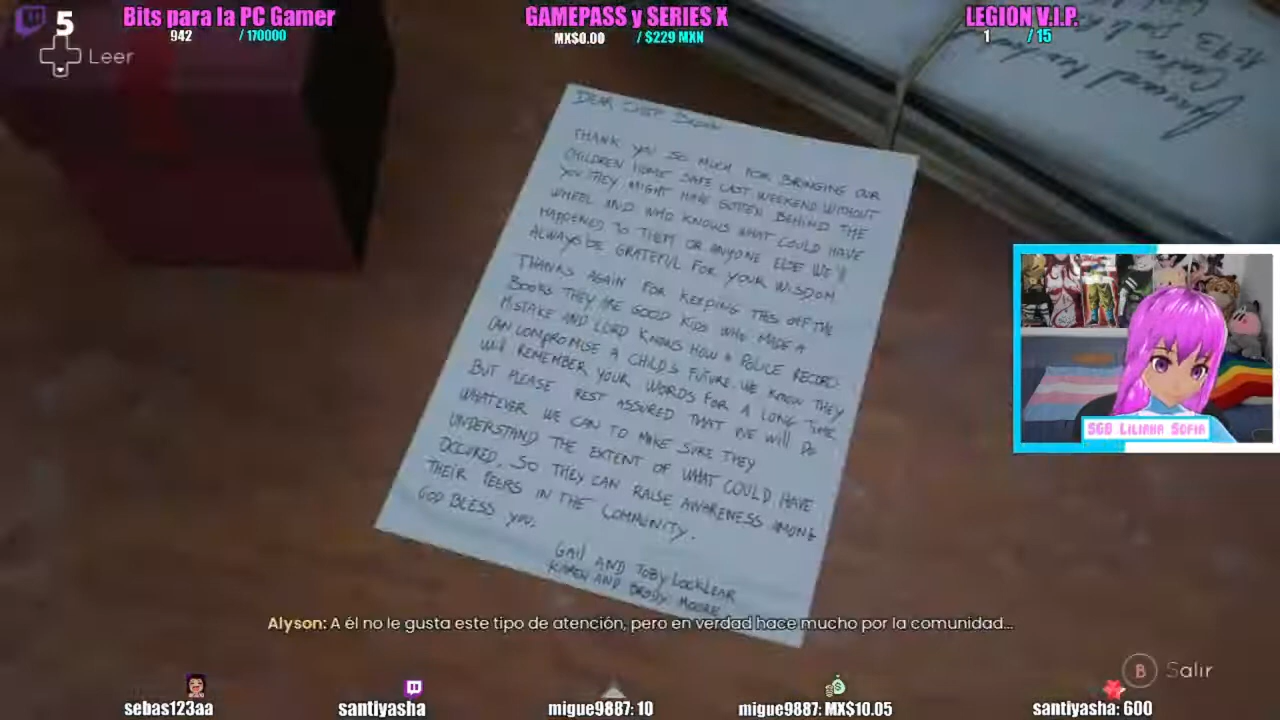 5
Bits para la PC Gamer
942 / 170000
GAMEPASS y SERIES X
MX$0.00 / $229 MXN
LEGION V.I.P.
1 / 15
Leer
DEAR CHIEF BROWN
THANK YOU SO MUCH FOR BRINGING OUR
CHILDREN HOME SAFE LAST WEEKEND WITHOUT
YOU THEY MIGHT HAVE GOTTEN BEHIND THE
WHEEL AND WHO KNOWS WHAT COULD HAVE
HAPPENED TO THEM OR ANYONE ELSE WE'll
ALWAYS BE GRATEFUL FOR YOUR WISDOM
THANKS AGAIN FOR KEEPING THIS OFF THE
BOOKS THEY ARE GOOD KIDS WHO MADE A
MISTAKE AND LORD KNOWS HOW A POLICE RECORD
CAN COMPROMISE A CHILD'S FUTURE. WE KNOW THEY
Will REMEMBER YOUR WORDS FOR A LONG TIME
BUT PLEASE REST ASSURED THAT WE Will DO
WHATEVER WE CAN TO MAKE SURE THEY
UNDERSTAND THE EXTENT OF WHAT COULD HAVE
OCCURED, SO THEY CAN RAISE AWARENESS AMONG
THEIR PEERS IN THE COMMUNITY.
GOD BLESS YOU.
GAIL AND TOBY LOCKLEAR
KAREN AND BRODY MOORE
SGD LILIANA SOFIA
Alyson: A él no le gusta este tipo de atención, pero en verdad hace mucho por la comunidad...
B Salir
sebas123aa
santiyasha
migue9887: 10
migue9887: MX$10.05
santiyasha: 600